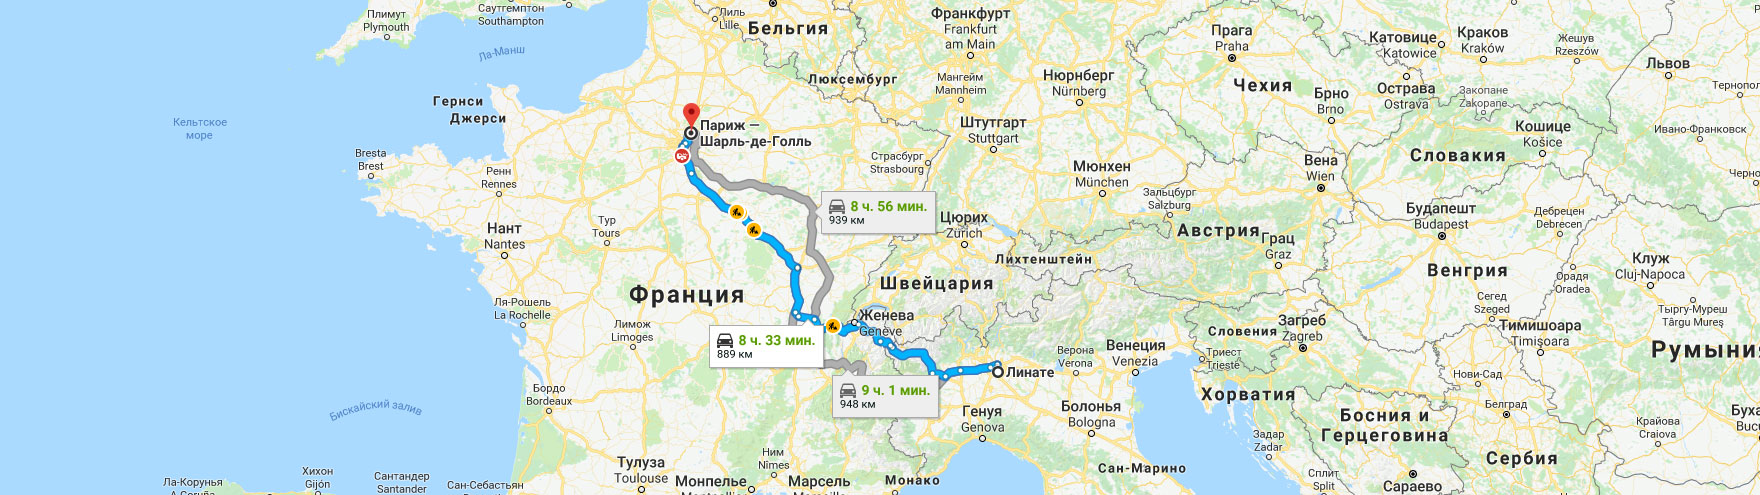 Плимут
Plymouth
Саутгемптон
Southampton
Лилль
Lille
Бельгия
Франкфурт
Frankfurt
am Main
Прага
Praha
Катовице
Katowice
Краков
Kraków
Жешув
Rzeszów
Львов
Ла-Манш
Люксембург
Мангейм
Mannheim
Нюрнберг
Nürnberg
Чехия
Брно
Brno
Острава
Ostrava
Закопане
Zakopane
Гернси
Джерси
Кельтское
море
Париж —
Шарль-де-Голль
Штутгарт
Stuttgart
Кошице
Košice
Ивано-Франковск
Bresta
Brest
Ренн
Rennes
Страсбург
Strasbourg
Мюнхен
München
Вена
Wien
Словакия
Зальцбург
Salzburg
8 ч. 56 мин.
939 км
Нант
Nantes
Тур
Tours
Цюрих
Zürich
Австрия
Грац
Graz
Будапешт
Budapest
Дебрецен
Debrecen
Лихтенштейн
Венгрия
Клуж
Cluj-Napoca
Орадя
Oradea
Франция
Швейцария
Ла-Рошель
La Rochelle
Сегед
Szeged
Тыргу-Муреш
Târgu Mureș
Женева
Genève
Лимож
Limoges
8 ч. 33 мин.
889 км
Словения
Загреб
Zagreb
Тимишоара
Timișoara
Венеция
Venezia
Верона
Verona
Триест
Trieste
Румыния
Линате
9 ч. 1 мин.
948 км
Бордо
Bordeaux
Нови-Сад
Novi Sad
Хорватия
Белград
Beograd
Бискайский залив
Генуя
Genova
Болонья
Bologna
Босния и
Герцеговина
Крайова
Craiova
Задар
Zadar
Тулуза
Toulouse
Ним
Nîmes
Сан-Марино
Сербия
Ла-Корунья
A Coruña
Хихон
Gijón
Сантандер
Santander
Сан-Себастьян
Монпелье
Марсель
Монако
Сплит
Split
Сараево
Sarajevo